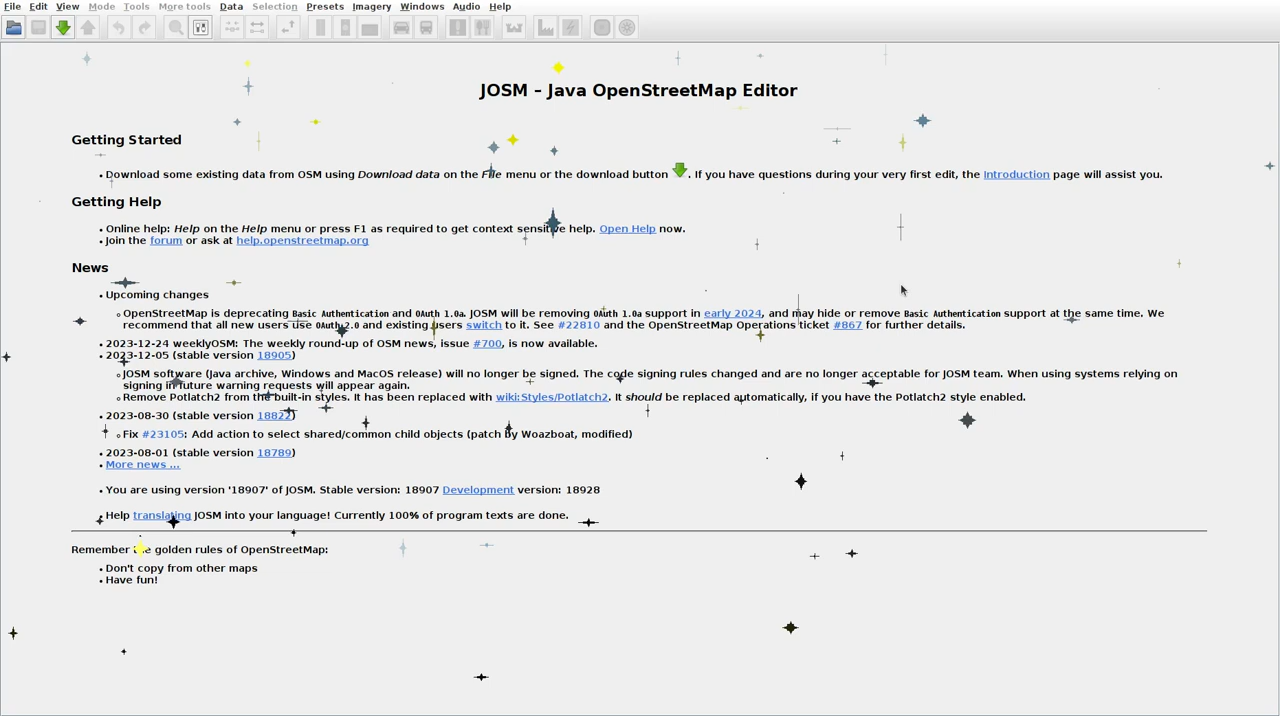 File Edit View Mode Tools More tools Data Selection Presets Imagery Windows Audio Help
JOSM – Java OpenStreetMap Editor
Getting Started
• Download some existing data from OSM using Download data on the File menu or the download button . If you have questions during your very first edit, the Introduction page will assist you.
Getting Help
• Online help: Help on the Help menu or press F1 as required to get context sensitive help. Open Help now.
• Join the forum or ask at help.openstreetmap.org
News
• Upcoming changes
◦ OpenStreetMap is deprecating Basic Authentication and OAuth 1.0a. JOSM will be removing OAuth 1.0a support in early 2024, and may hide or remove Basic Authentication support at the same time. We
recommend that all new users use OAuth 2.0 and existing users switch to it. See #22810 and the OpenStreetMap Operations ticket #867 for further details.
• 2023-12-24 weeklyOSM: The weekly round-up of OSM news, issue #700, is now available.
• 2023-12-05 (stable version 18905)
◦ JOSM software (Java archive, Windows and MacOS release) will no longer be signed. The code signing rules changed and are no longer acceptable for JOSM team. When using systems relying on
signing in future warning requests will appear again.
◦ Remove Potlatch2 from the built-in styles. It has been replaced with wiki:Styles/Potlatch2. It should be replaced automatically, if you have the Potlatch2 style enabled.
• 2023-08-30 (stable version 18822)
◦ Fix #23105: Add action to select shared/common child objects (patch by Woazboat, modified)
• 2023-08-01 (stable version 18789)
• More news ...
• You are using version '18907' of JOSM. Stable version: 18907 Development version: 18928
• Help translating JOSM into your language! Currently 100% of program texts are done.
Remember the golden rules of OpenStreetMap:
• Don't copy from other maps
• Have fun!